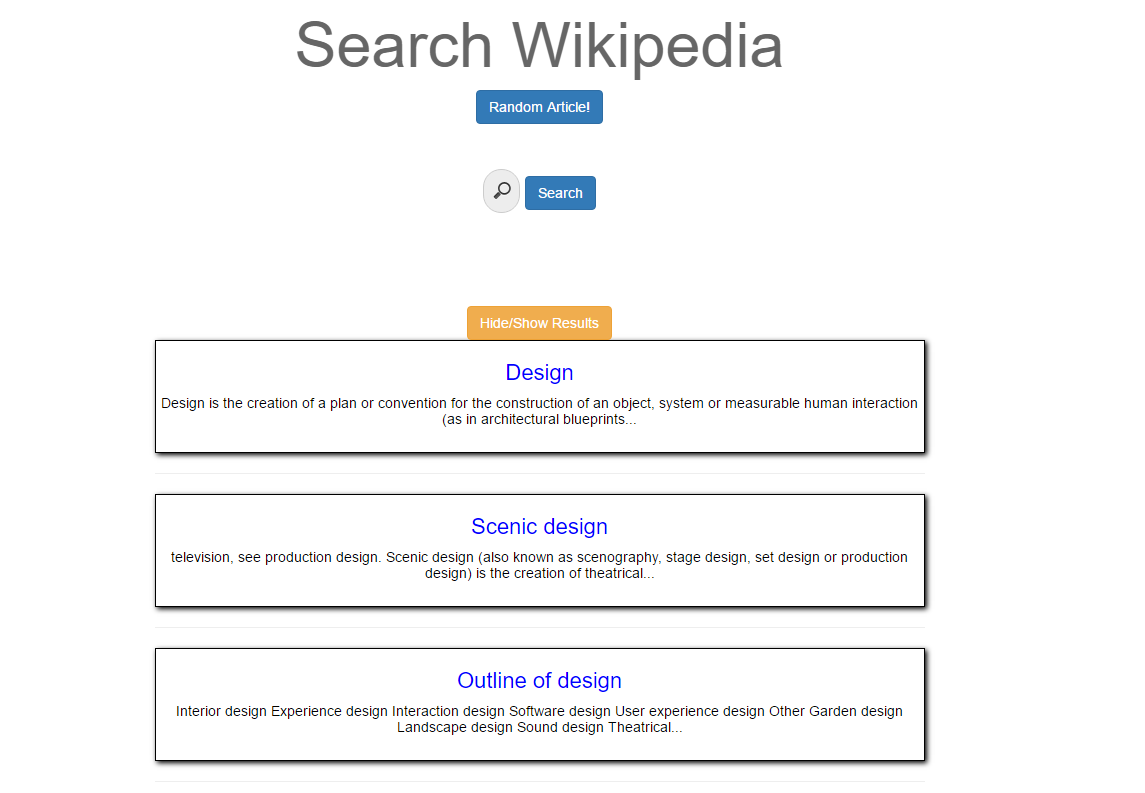 Search Wikipedia
Random Article!
Search
Hide/Show Results
Design
Design is the creation of a plan or convention for the construction of an object, system or measurable human interaction
(as in architectural blueprints...
Scenic design
television, see production design. Scenic design (also known as scenography, stage design, set design or production
design) is the creation of theatrical...
Outline of design
Interior design Experience design Interaction design Software design User experience design Other Garden design
Landscape design Sound design Theatrical...